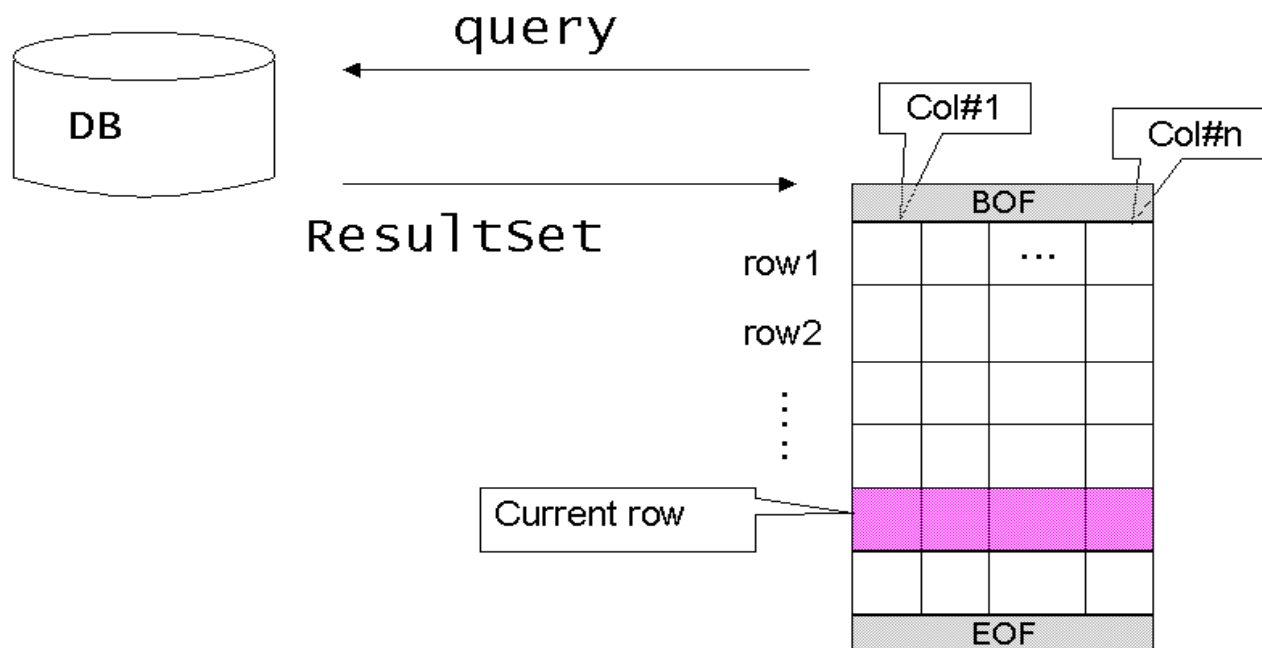 query
DB
Col#1
Col#n
BOF
ResultSet
row1
...
row2
Current row
EOF